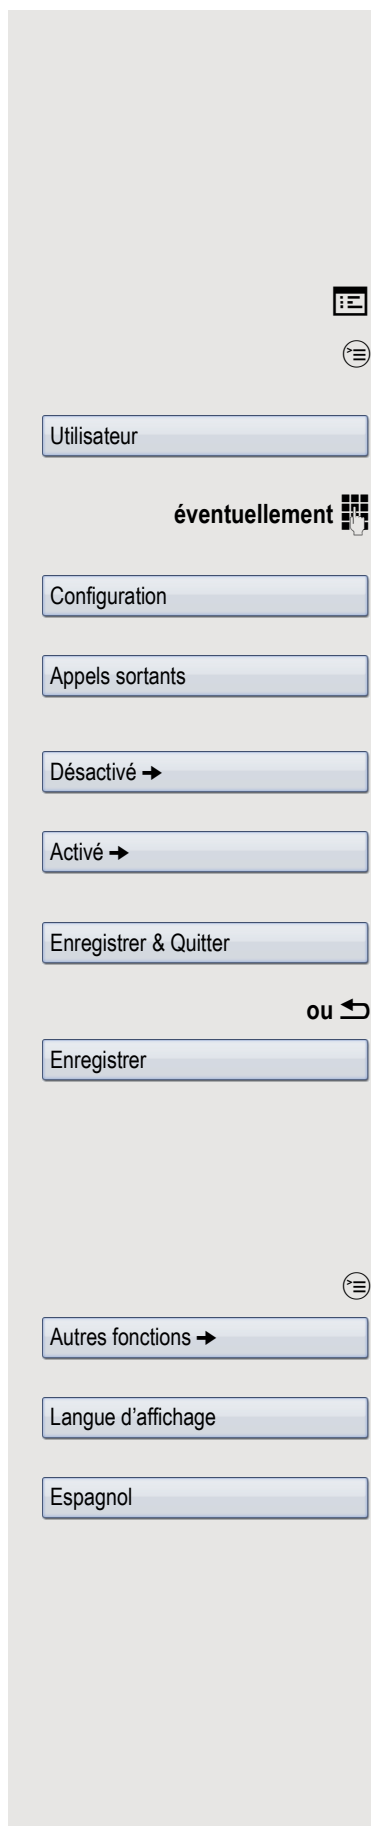 Utilisateur
éventuellement
Configuration
Appels sortants
Désactivé →
Activé →
Enregistrer & Quitter
ou
Enregistrer
Autres fonctions →
Langue d’affichage
Espagnol